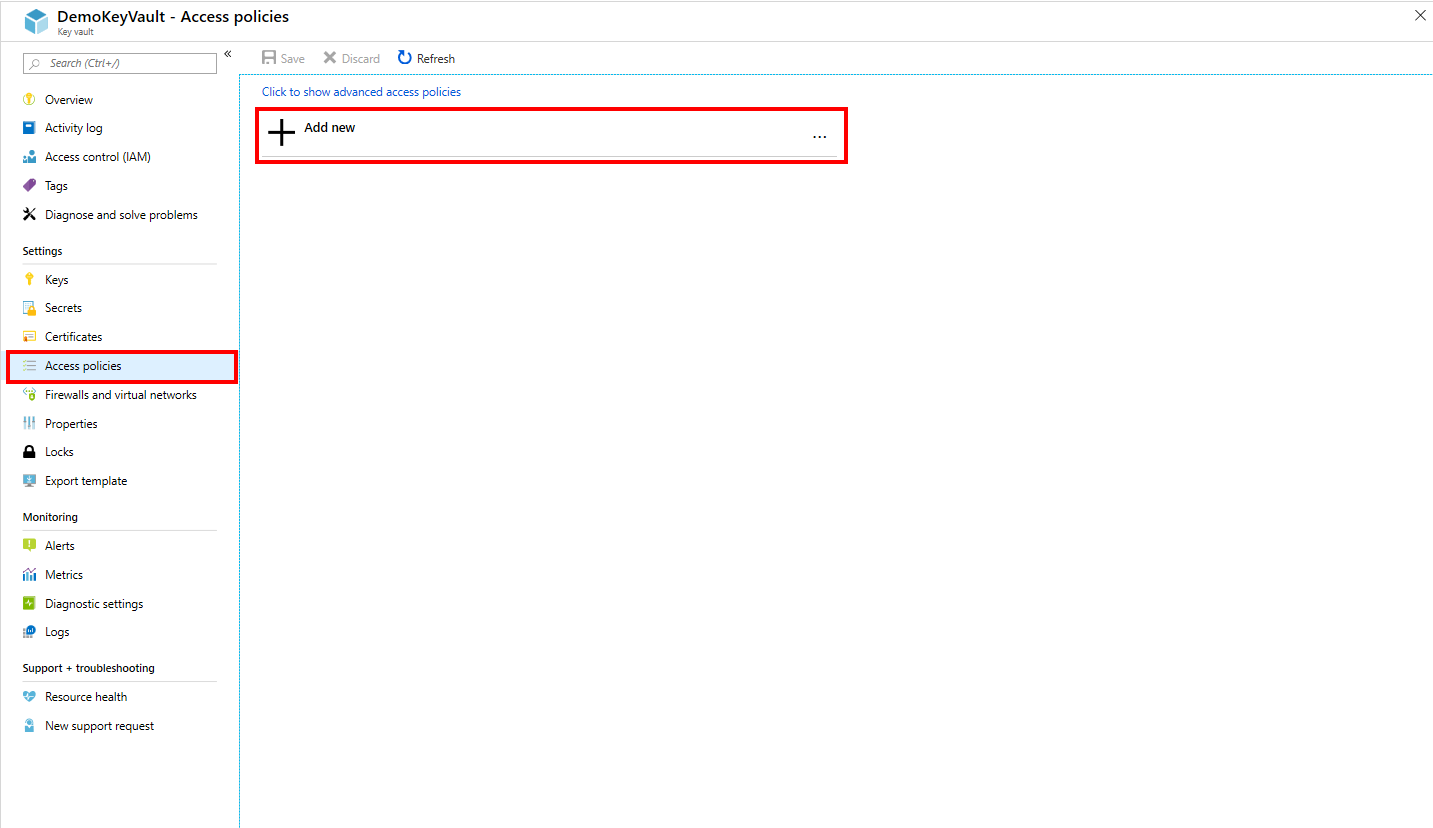 DemoKeyVault - Access policies
Key vault
Search (Ctrl+/)
«
Overview
Activity log
Access control (IAM)
Tags
Diagnose and solve problems
Settings
Keys
Secrets
Certificates
Access policies
Firewalls and virtual networks
Properties
Locks
Export template
Monitoring
Alerts
Metrics
Diagnostic settings
Logs
Support + troubleshooting
Resource health
New support request
Save Discard Refresh
Click to show advanced access policies
Add new ...